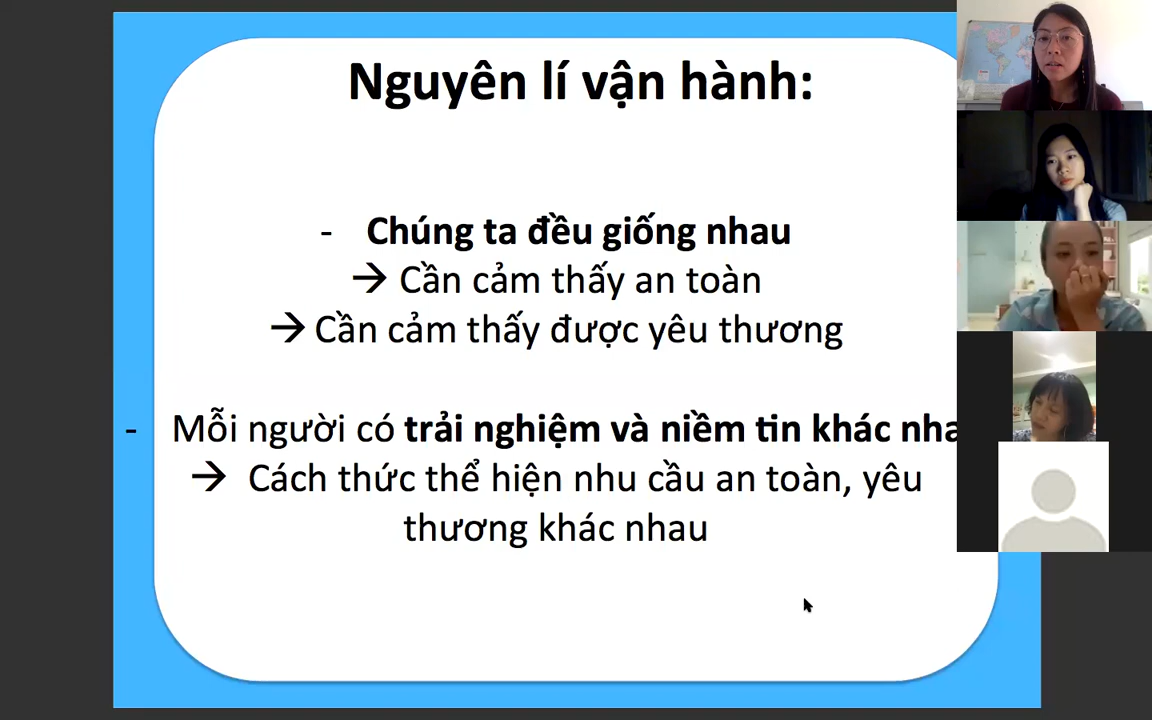 Nguyên lí vận hành:
- Chúng ta đều giống nhau
→ Cần cảm thấy an toàn
→ Cần cảm thấy được yêu thương
- Mỗi người có trải nghiệm và niềm tin khác nha
→ Cách thức thể hiện nhu cầu an toàn, yêu
thương khác nhau